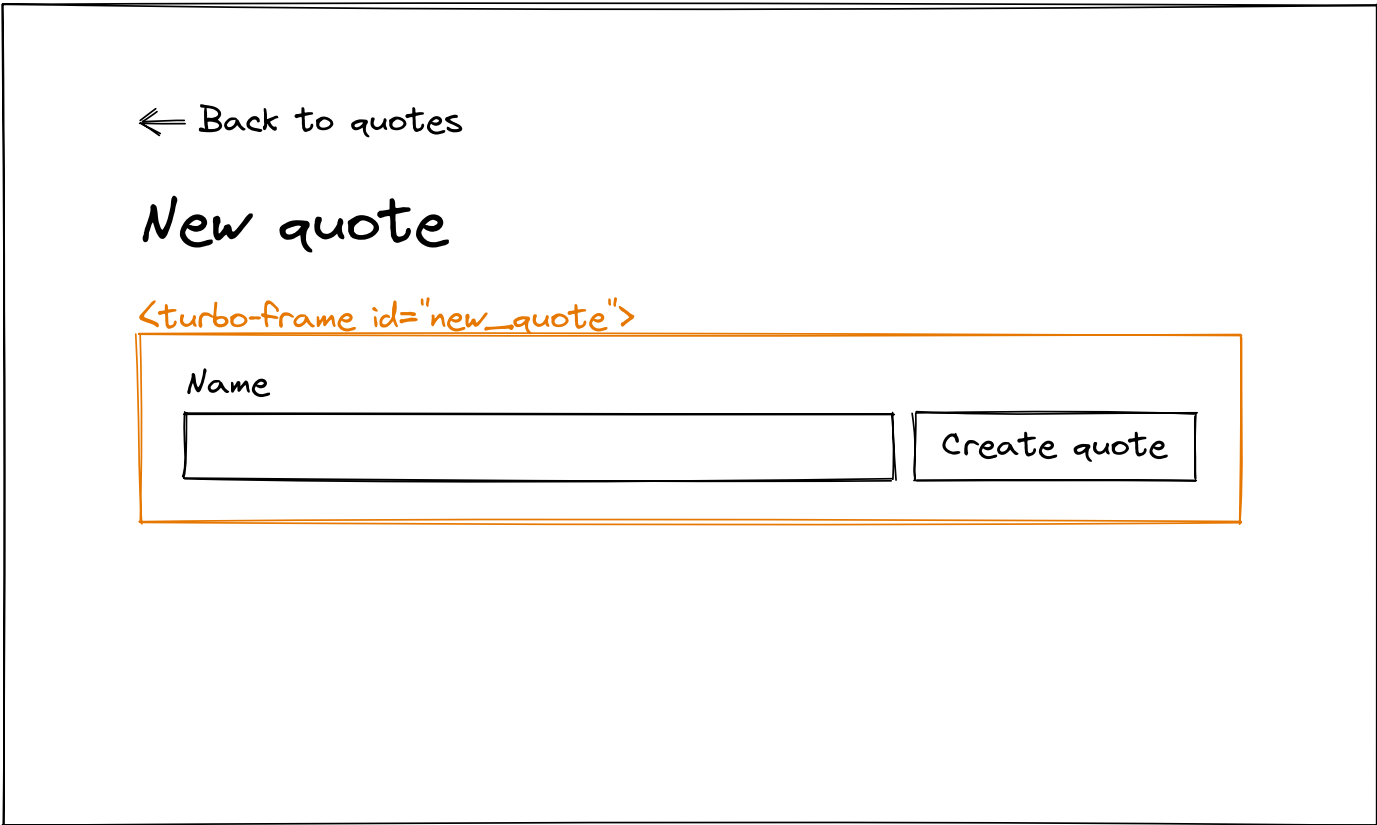 ← Back to quotes
New quote
<turbo-frame id="new_quote">
Name
Create quote